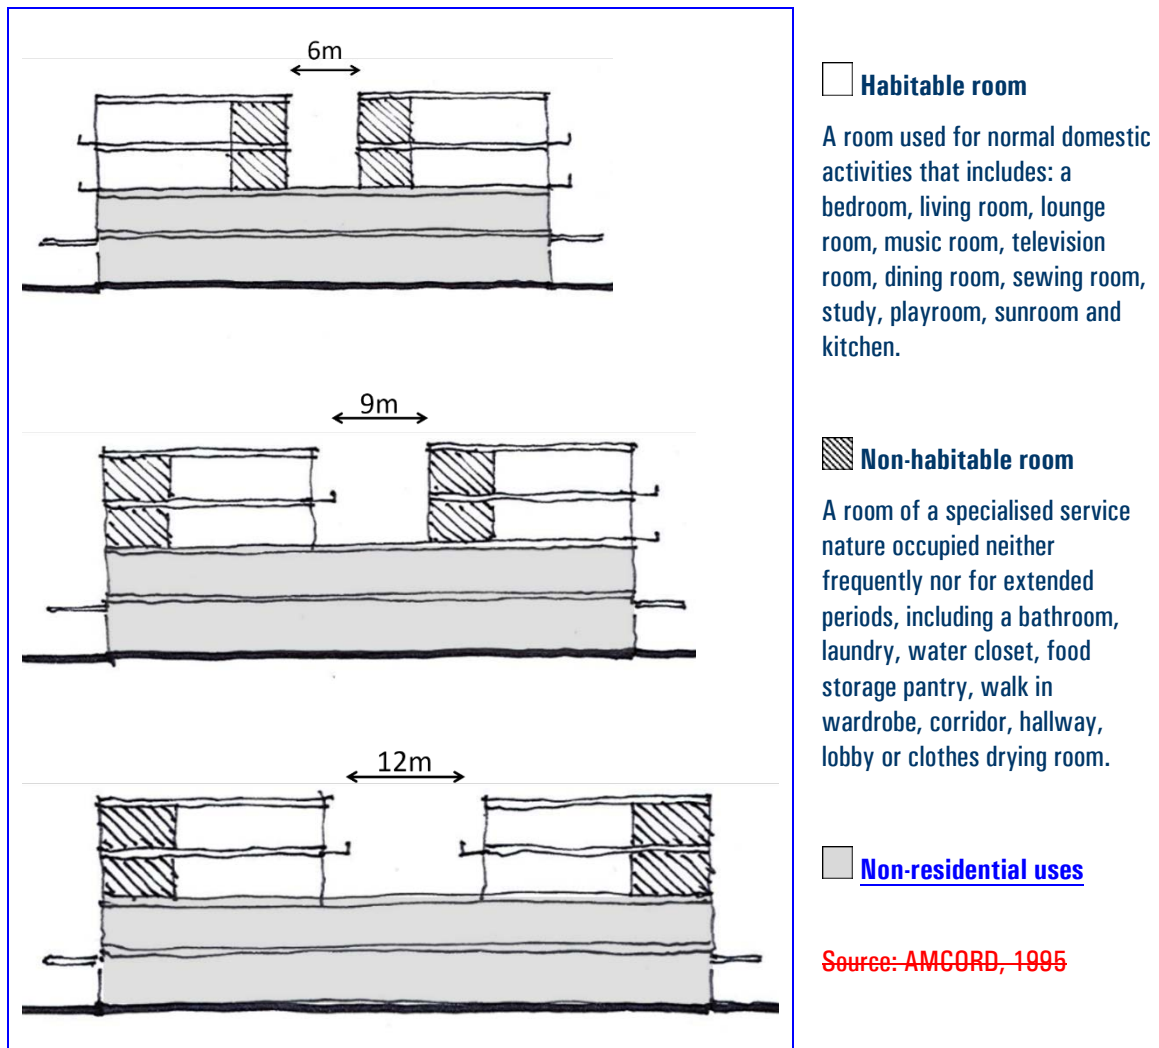 6m
9m
12m
Habitable room
A room used for normal domestic
activities that includes: a
bedroom, living room, lounge
room, music room, television
room, dining room, sewing room,
study, playroom, sunroom and
kitchen.
Non-habitable room
A room of a specialised service
nature occupied neither
frequently nor for extended
periods, including a bathroom,
laundry, water closet, food
storage pantry, walk in
wardrobe, corridor, hallway,
lobby or clothes drying room.
Non-residential uses
Source: AMCORD, 1995